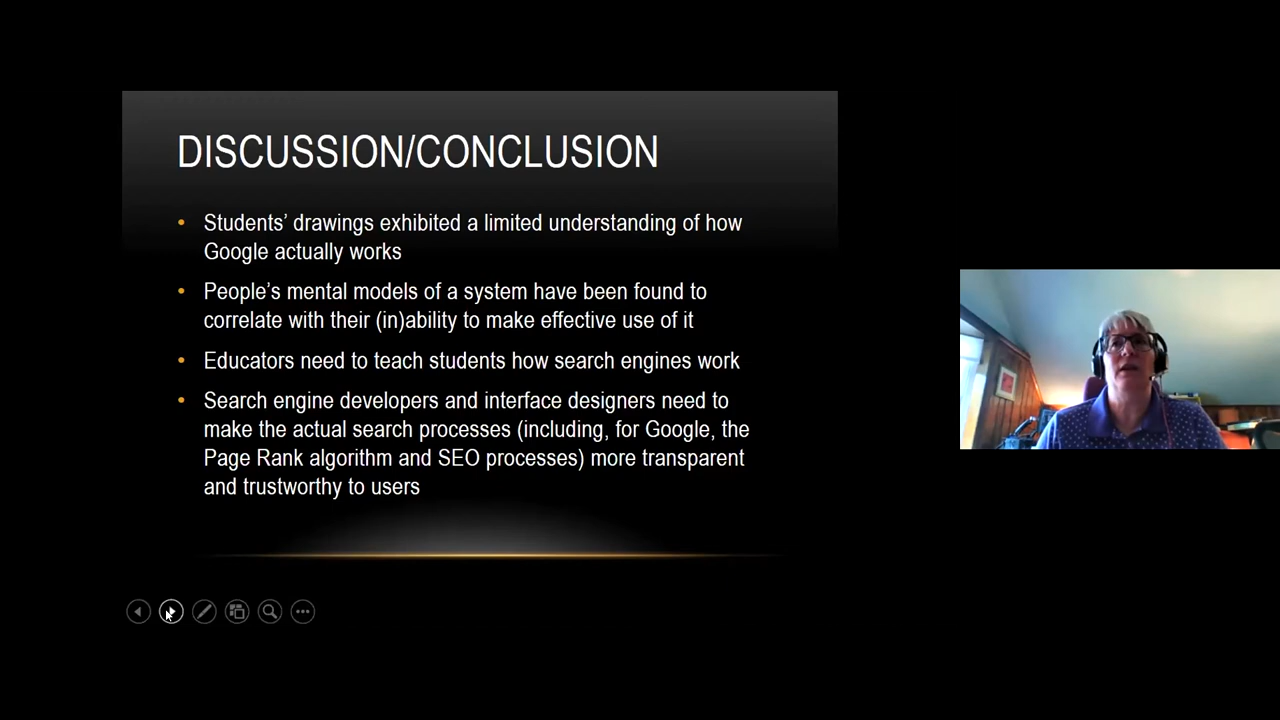 DISCUSSION/CONCLUSION
• Students’ drawings exhibited a limited understanding of how
Google actually works
• People’s mental models of a system have been found to
correlate with their (in)ability to make effective use of it
• Educators need to teach students how search engines work
• Search engine developers and interface designers need to
make the actual search processes (including, for Google, the
Page Rank algorithm and SEO processes) more transparent
and trustworthy to users